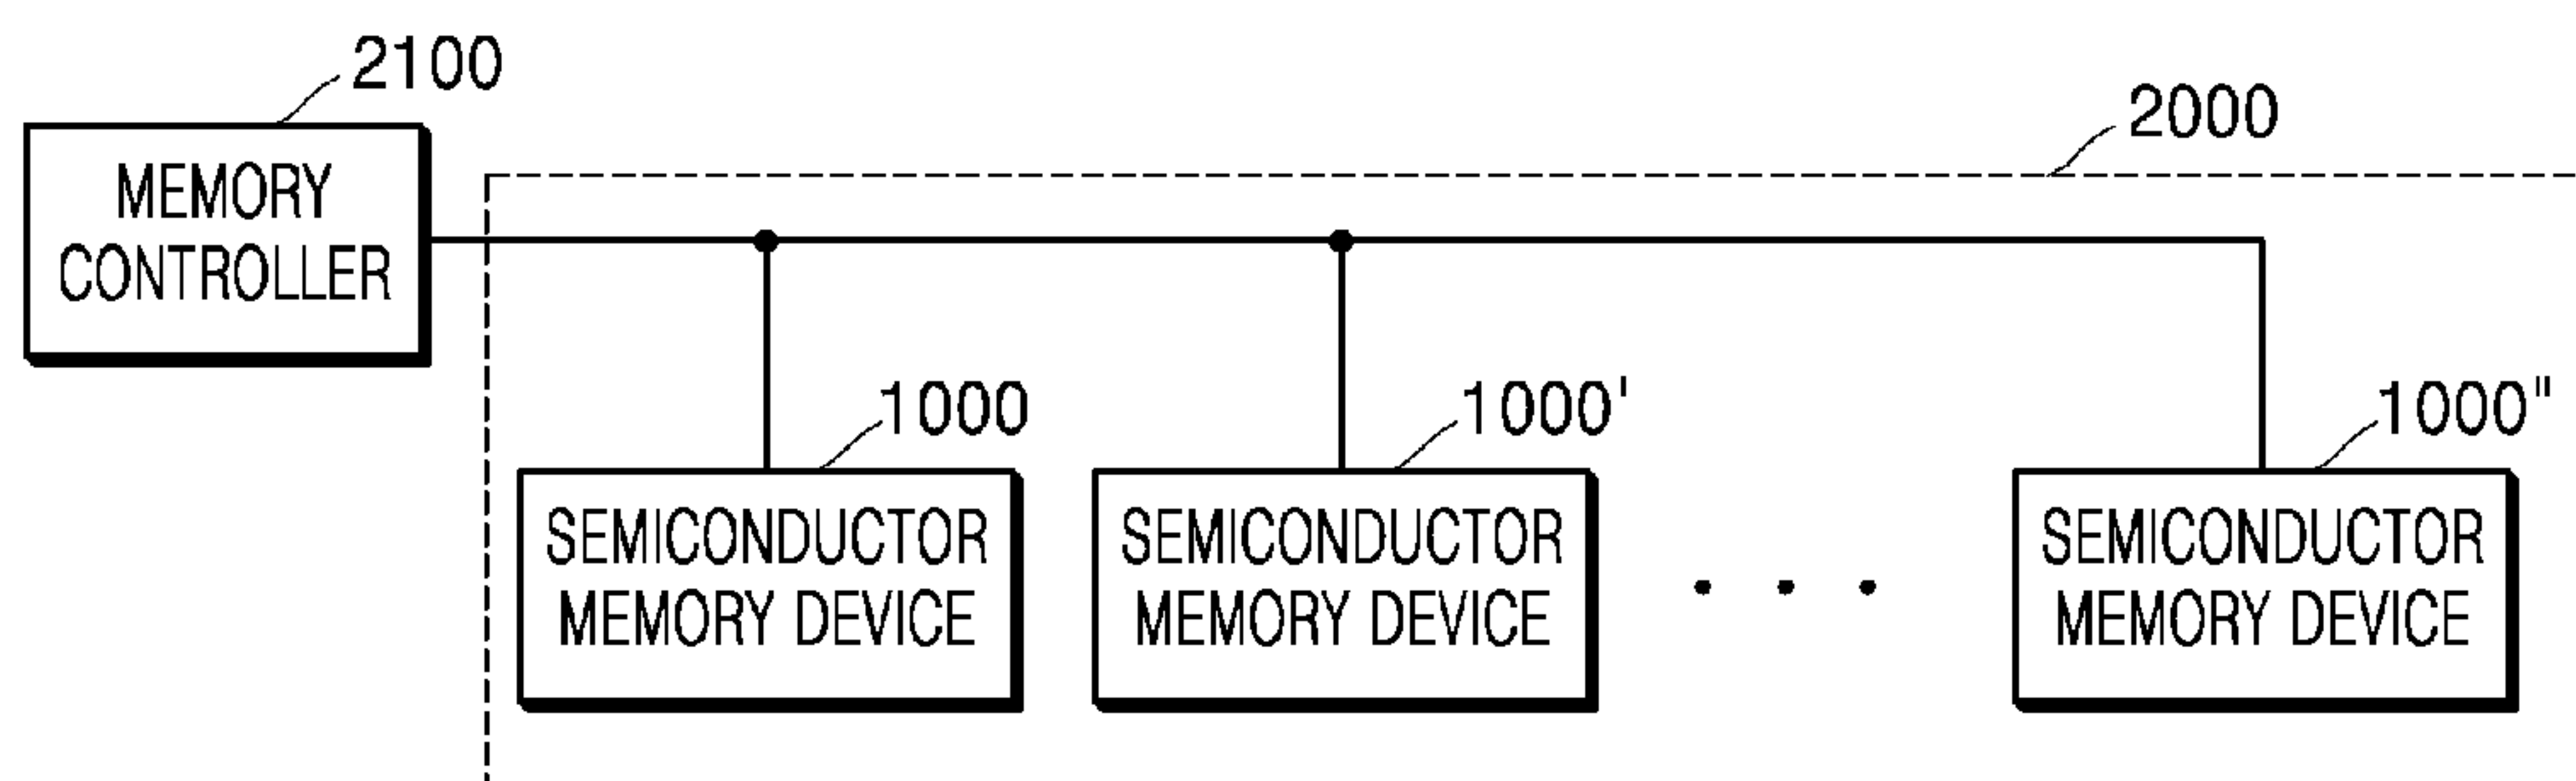 2100
2000
MEMORY
CONTROLLER
1000
1000'
1000"
SEMICONDUCTOR
MEMORY DEVICE
SEMICONDUCTOR
MEMORY DEVICE
. . .
SEMICONDUCTOR
MEMORY DEVICE